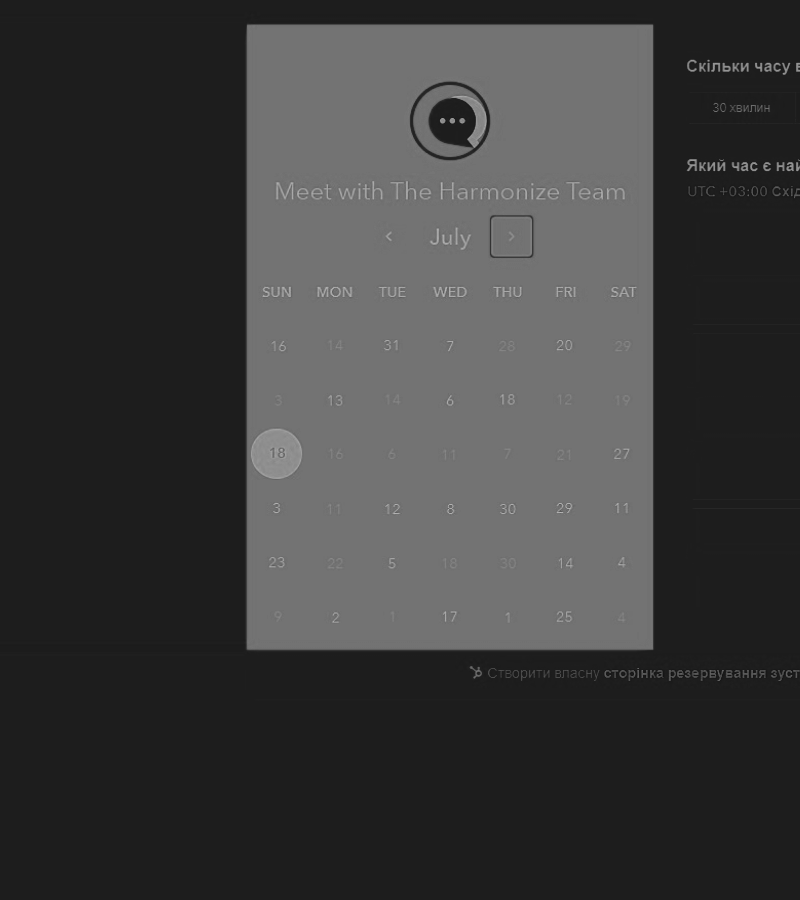 Meet with The Harmonize Team
July
SUN MON TUE WED THU FRI SAT
16 14 31 7 28 20 29
3 13 14 6 18 12 19
18 16 6 11 7 21 27
3 11 12 8 30 29 11
23 22 5 18 30 14 4
9 2 1 17 1 25 4
Скільки часу в
30 хвилин
Який час є най
UTC +03:00 Схід
Створити власну сторінка резервування зуст